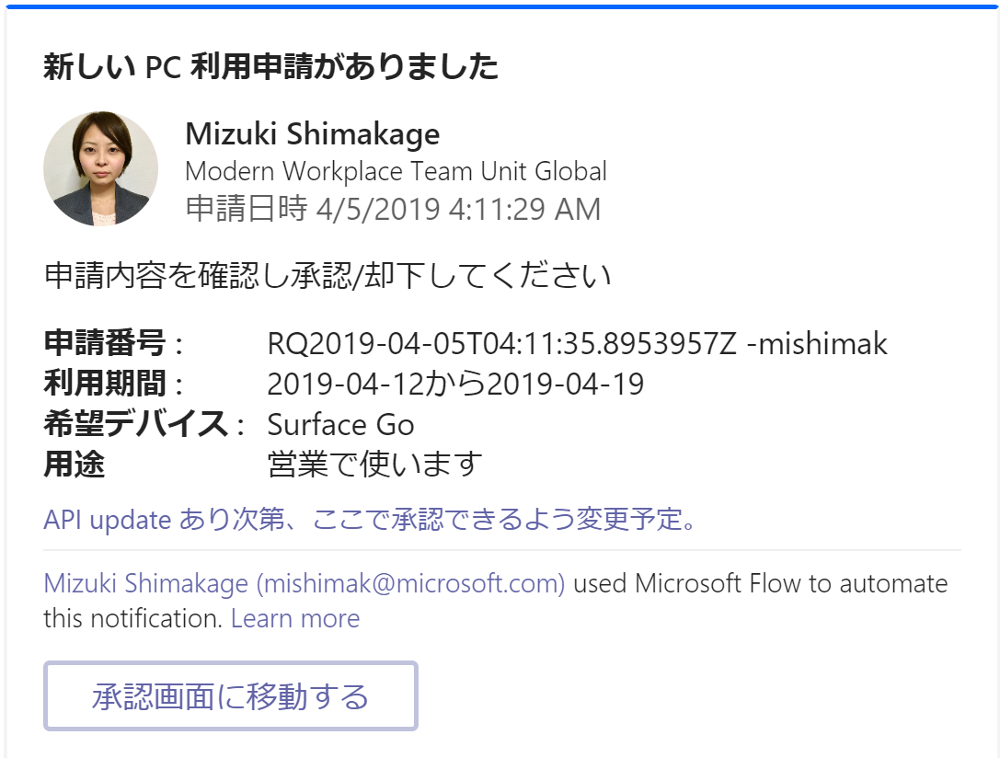 新しい PC 利用申請がありました
Mizuki Shimakage
Modern Workplace Team Unit Global
申請日時 4/5/2019 4:11:29 AM
申請内容を確認し承認/却下してください
申請番号 : RQ2019-04-05T04:11:35.8953957Z -mishimak
利用期間 : 2019-04-12から2019-04-19
希望デバイス : Surface Go
用途 営業で使います
API update あり次第、ここで承認できるよう変更予定。
Mizuki Shimakage (mishimak@microsoft.com) used Microsoft Flow to automate
this notification. Learn more
承認画面に移動する